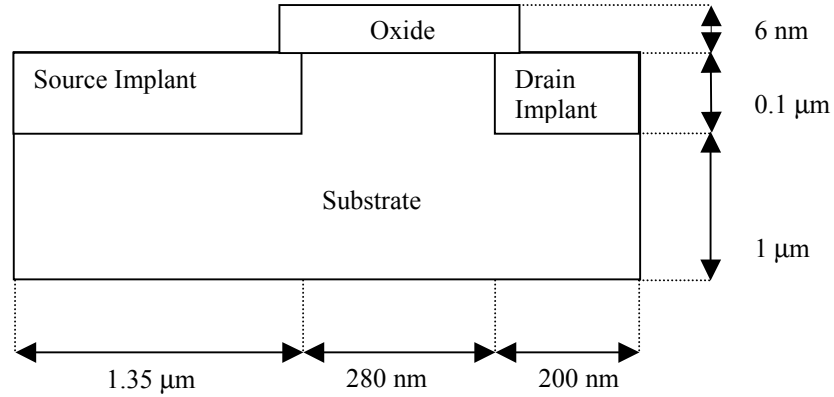 Oxide
6 nm
Source Implant
Drain
Implant
0.1 μm
Substrate
1 μm
1.35 μm
280 nm
200 nm